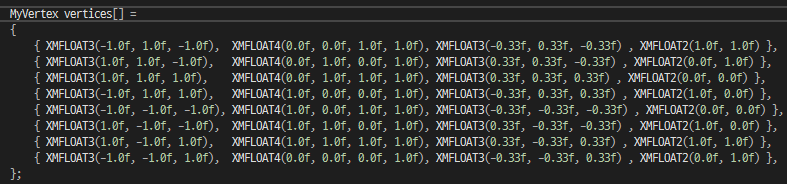 MyVertex vertices[] =
{
{ XMFLOAT3(-1.0f, 1.0f, -1.0f), XMFLOAT4(0.0f, 0.0f, 1.0f, 1.0f), XMFLOAT3(-0.33f, 0.33f, -0.33f) , XMFLOAT2(1.0f, 1.0f) },
{ XMFLOAT3(1.0f, 1.0f, -1.0f), XMFLOAT4(0.0f, 1.0f, 0.0f, 1.0f), XMFLOAT3(0.33f, 0.33f, -0.33f) , XMFLOAT2(0.0f, 1.0f) },
{ XMFLOAT3(1.0f, 1.0f, 1.0f), XMFLOAT4(0.0f, 1.0f, 1.0f, 1.0f), XMFLOAT3(0.33f, 0.33f, 0.33f) , XMFLOAT2(0.0f, 0.0f) },
{ XMFLOAT3(-1.0f, 1.0f, 1.0f), XMFLOAT4(1.0f, 0.0f, 0.0f, 1.0f), XMFLOAT3(-0.33f, 0.33f, 0.33f) , XMFLOAT2(1.0f, 0.0f) },
{ XMFLOAT3(-1.0f, -1.0f, -1.0f), XMFLOAT4(1.0f, 0.0f, 1.0f, 1.0f), XMFLOAT3(-0.33f, -0.33f, -0.33f) , XMFLOAT2(0.0f, 0.0f) },
{ XMFLOAT3(1.0f, -1.0f, -1.0f), XMFLOAT4(1.0f, 1.0f, 0.0f, 1.0f), XMFLOAT3(0.33f, -0.33f, -0.33f) , XMFLOAT2(1.0f, 0.0f) },
{ XMFLOAT3(1.0f, -1.0f, 1.0f), XMFLOAT4(1.0f, 1.0f, 1.0f, 1.0f), XMFLOAT3(0.33f, -0.33f, 0.33f) , XMFLOAT2(1.0f, 1.0f) },
{ XMFLOAT3(-1.0f, -1.0f, 1.0f), XMFLOAT4(0.0f, 0.0f, 0.0f, 1.0f), XMFLOAT3(-0.33f, -0.33f, 0.33f) , XMFLOAT2(0.0f, 1.0f) },
};